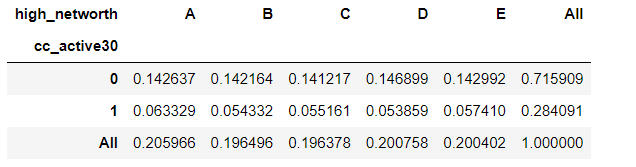 high_networth A B C D E All
cc_active30
0 0.142637 0.142164 0.141217 0.146899 0.142992 0.715909
1 0.063329 0.054332 0.055161 0.053859 0.057410 0.284091
All 0.205966 0.196496 0.196378 0.200758 0.200402 1.000000